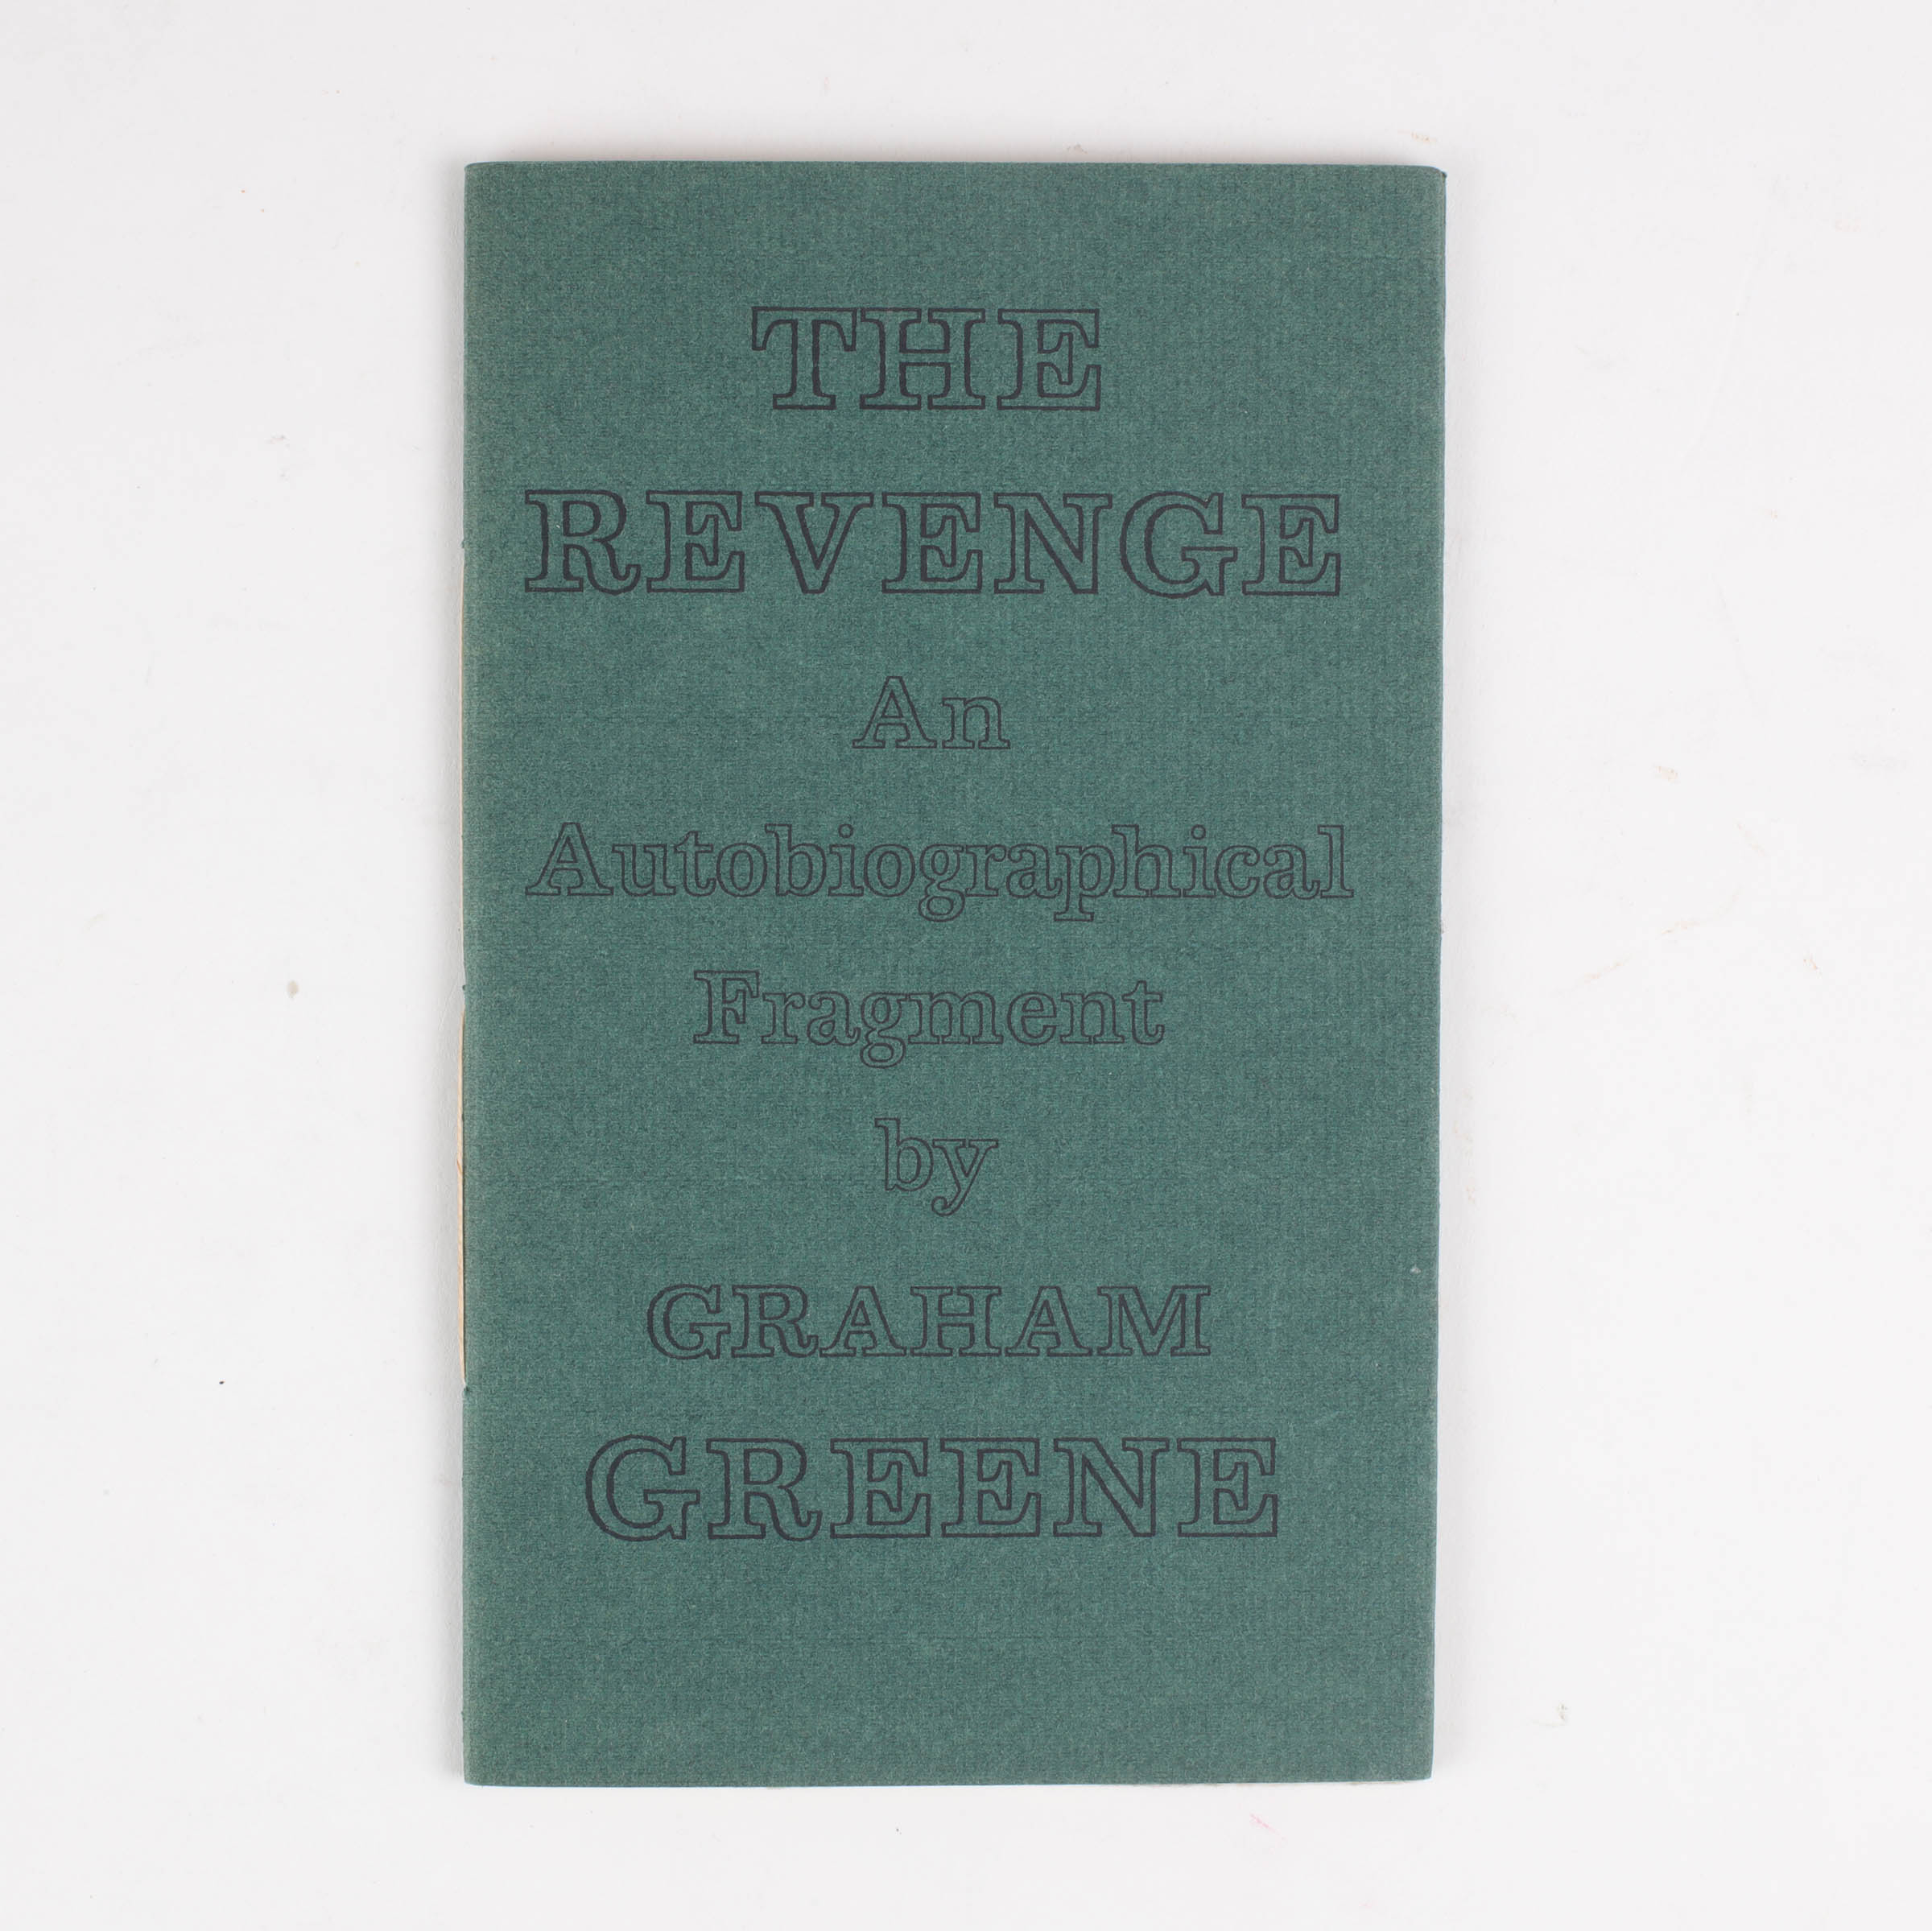 THE
REVENGE
An
Autobiographical
Fragment
by
GRAHAM
GREENE